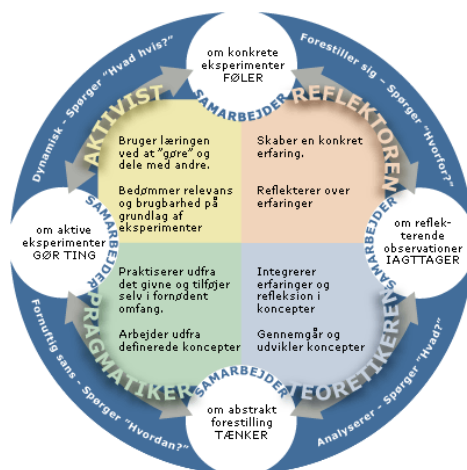 om konkrete
eksperimenter
FØLER
SAMARBEJDER
Dynamisk - Spørger "Hvad hvis?"
Forestiller sig - Spørger "Hvorfor?"
AKTIVIST
REFLEKTOREN
Bruger læringen
ved at "gøre" og
dele med andre.
Bedømmer relevans
og brugbarhed på
grundlag af
eksperimenter
Skaber en konkret
erfaring.
Reflekterer over
erfaringer
om aktive
eksperimenter
GØR TING
SAMARBEJDER
om reflek-
terende
observationer
IAGTTAGER
SAMARBEJDER
Praktiserer udfra
det givne og tilføjer
selv i fornødent
omfang.
Arbejder udfra
definerede koncepter
Integrerer
erfaringer og
refleksion i
koncepter
Gennemgår og
udvikler koncepter
PRAGMATIKER
TEORETIKEREN
Fornuftig sans - Spørger "Hvordan?"
Analyserer - Spørger "Hvad?"
SAMARBEJDER
om abstrakt
forestilling
TÆNKER